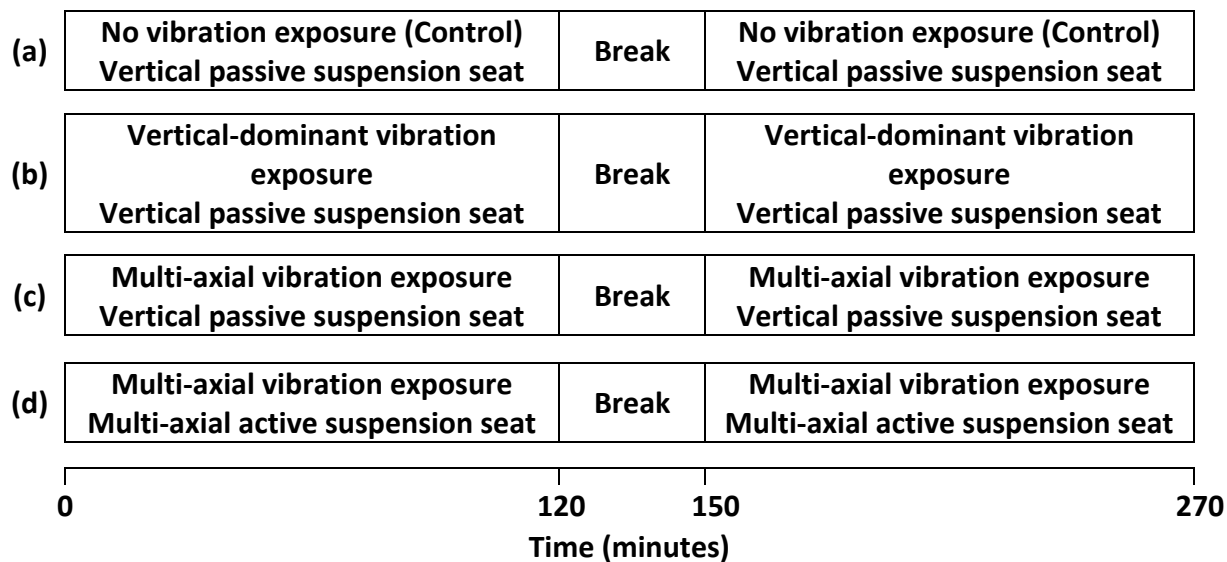 (a)
No vibration exposure (Control)
Vertical passive suspension seat
Break
No vibration exposure (Control)
Vertical passive suspension seat
(b)
Vertical-dominant vibration
exposure
Vertical passive suspension seat
Break
Vertical-dominant vibration
exposure
Vertical passive suspension seat
(c)
Multi-axial vibration exposure
Vertical passive suspension seat
Break
Multi-axial vibration exposure
Vertical passive suspension seat
(d)
Multi-axial vibration exposure
Multi-axial active suspension seat
Break
Multi-axial vibration exposure
Multi-axial active suspension seat
0 120 150 270
Time (minutes)